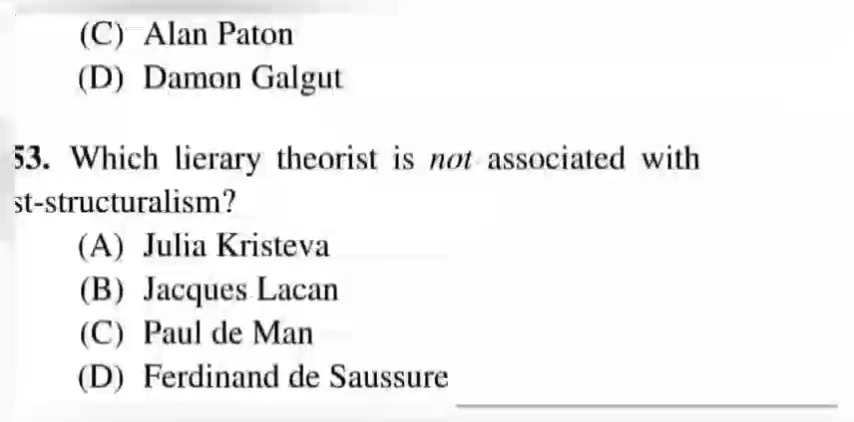 (C) Alan Paton
(D) Damon Galgut
53. Which lierary theorist is not associated with
st-structuralism?
(A) Julia Kristeva
(B) Jacques Lacan
(C) Paul de Man
(D) Ferdinand de Saussure